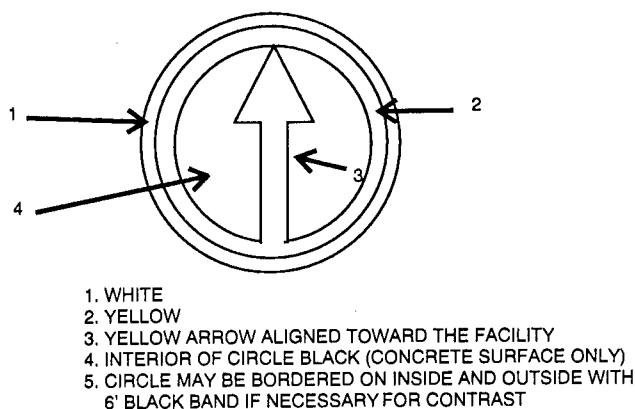 1
2
3
4
1. WHITE
2. YELLOW
3. YELLOW ARROW ALIGNED TOWARD THE FACILITY
4. INTERIOR OF CIRCLE BLACK (CONCRETE SURFACE ONLY)
5. CIRCLE MAY BE BORDERED ON INSIDE AND OUTSIDE WITH
6' BLACK BAND IF NECESSARY FOR CONTRAST